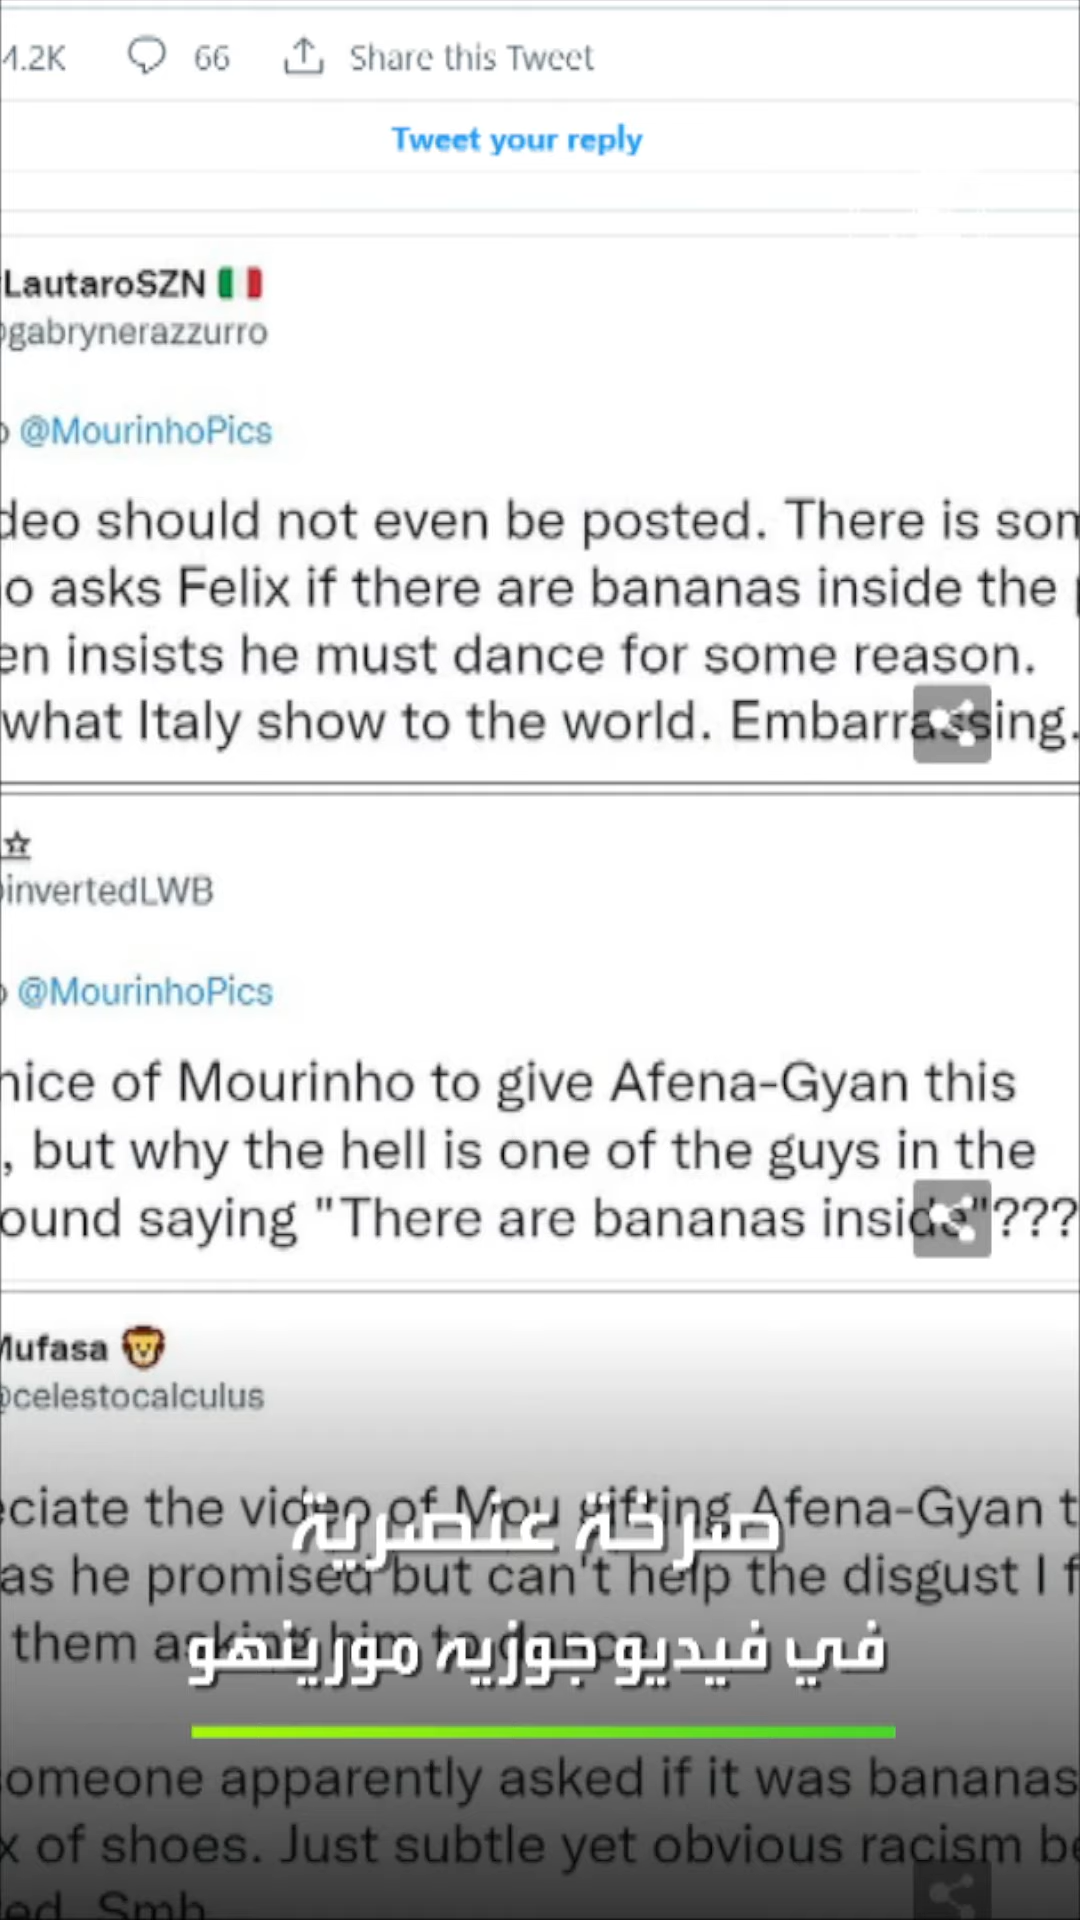 4.2K 66 Share this Tweet
Tweet your reply
LautaroSZN
gabrynerazzurro
@MourinhoPics
deo should not even be posted. There is som
o asks Felix if there are bananas inside the
en insists he must dance for some reason.
what Italy show to the world. Embarrassing.
invertedLWB
@MourinhoPics
nice of Mourinho to give Afena-Gyan this
, but why the hell is one of the guys in the
ound saying "There are bananas inside"???
Mufasa
@celestocalculus
eciate the video of Mou gifting Afena-Gyan t
as he promised but can't help the disgust I f
them asking him to dance
صرخة عنصرية
في فيديو جوزيه مورينهو
omeone apparently asked if it was bananas
x of shoes. Just subtle yet obvious racism be
ed. Smh